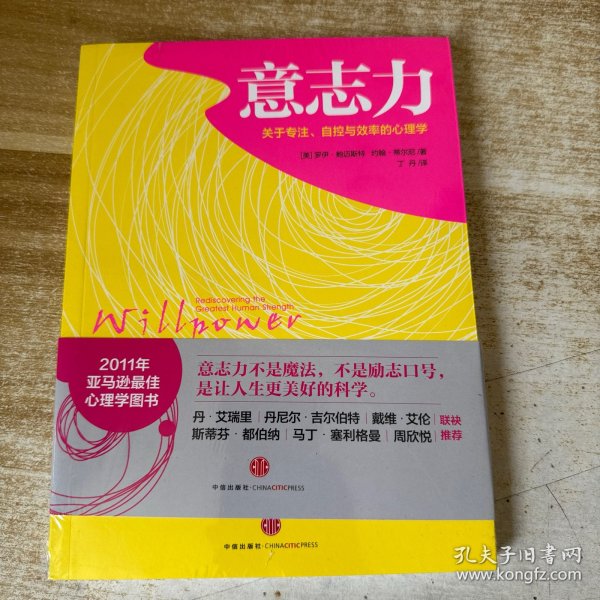 意志力
关于专注、自控与效率的心理学
[美] 罗伊·鲍迈斯特 约翰·蒂尔尼/著
丁 丹/译
Rediscovering the
Greatest Human Strength
Willpower
2011年
亚马逊最佳
心理学图书
意志力不是魔法，不是励志口号，
是让人生更美好的科学。
丹·艾瑞里|丹尼尔·吉尔伯特|戴维·艾伦|联袂
斯蒂芬·都伯纳|马丁·塞利格曼|周欣悦|推荐
中信出版社·CHINACITICPRESS
中信出版社·CHINACITICPRESS
孔夫子旧书网
www.kongfz.com